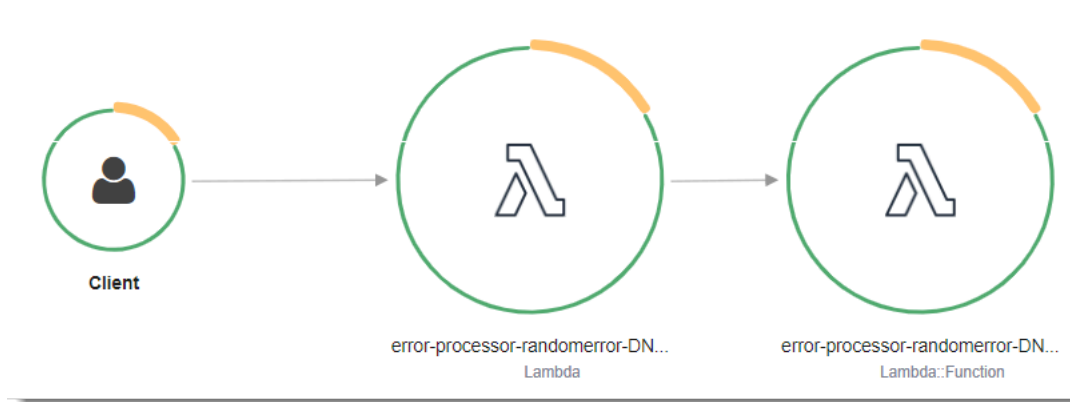 Client
error-processor-randomerror-DN...
Lambda
error-processor-randomerror-DN...
Lambda::Function